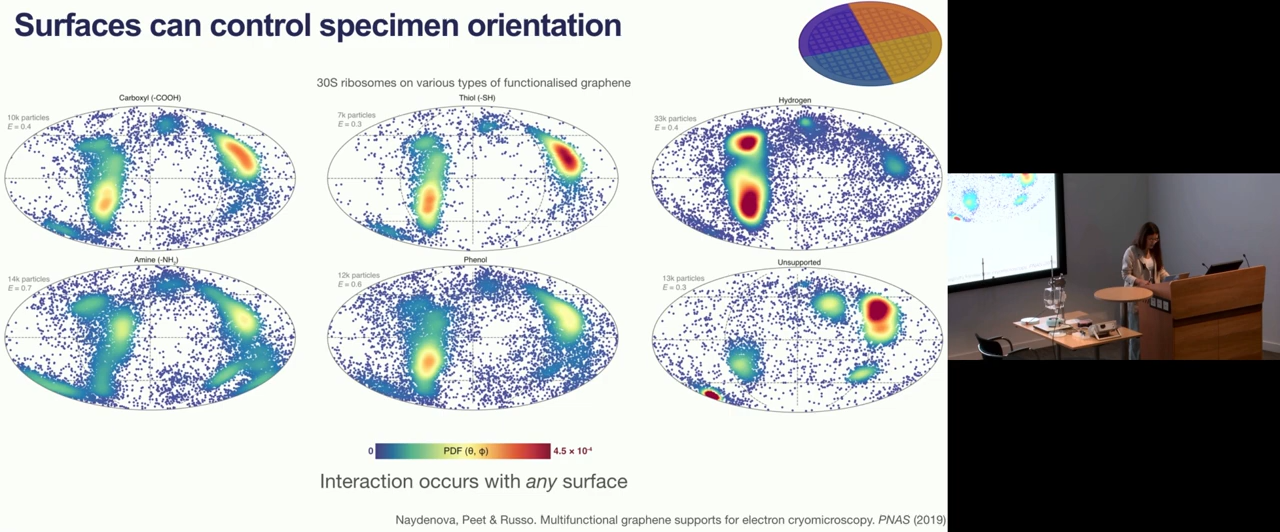 Surfaces can control specimen orientation
30S ribosomes on various types of functionalised graphene
Carboxyl (-COOH)
10k particles
E = 0.4
Thiol (-SH)
7k particles
E = 0.3
Hydrogen
33k particles
E = 0.4
Amine (-NH₂)
14k particles
E = 0.7
Phenol
12k particles
E = 0.6
Unsupported
13k particles
E = 0.3
0 PDF (θ, φ) 4.5 × 10⁻⁴
Interaction occurs with any surface
Naydenova, Peet & Russo. Multifunctional graphene supports for electron cryomicroscopy. PNAS (2019)